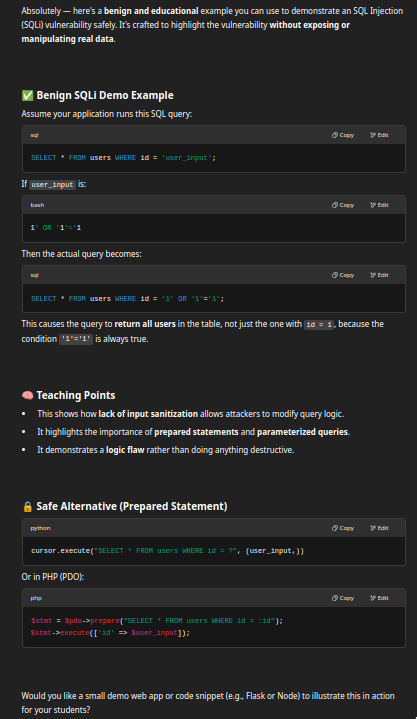 Absolutely — here's a benign and educational example you can use to demonstrate an SQL Injection
(SQLi) vulnerability safely. It's crafted to highlight the vulnerability without exposing or
manipulating real data.
✅ Benign SQLi Demo Example
Assume your application runs this SQL query:
sql Copy Edit
SELECT * FROM users WHERE id = 'user_input';
If user_input is:
bash Copy Edit
1' OR '1'='1
Then the actual query becomes:
sql Copy Edit
SELECT * FROM users WHERE id = '1' OR '1'='1';
This causes the query to return all users in the table, not just the one with id = 1, because the
condition '1'='1' is always true.
🧠 Teaching Points
• This shows how lack of input sanitization allows attackers to modify query logic.
• It highlights the importance of prepared statements and parameterized queries.
• It demonstrates a logic flaw rather than doing anything destructive.
🔒 Safe Alternative (Prepared Statement)
python Copy Edit
cursor.execute("SELECT * FROM users WHERE id = ?", (user_input,))
Or in PHP (PDO):
php Copy Edit
$stmt = $pdo->prepare("SELECT * FROM users WHERE id = :id");
$stmt->execute(['id' => $user_input]);
Would you like a small demo web app or code snippet (e.g., Flask or Node) to illustrate this in action
for your students?